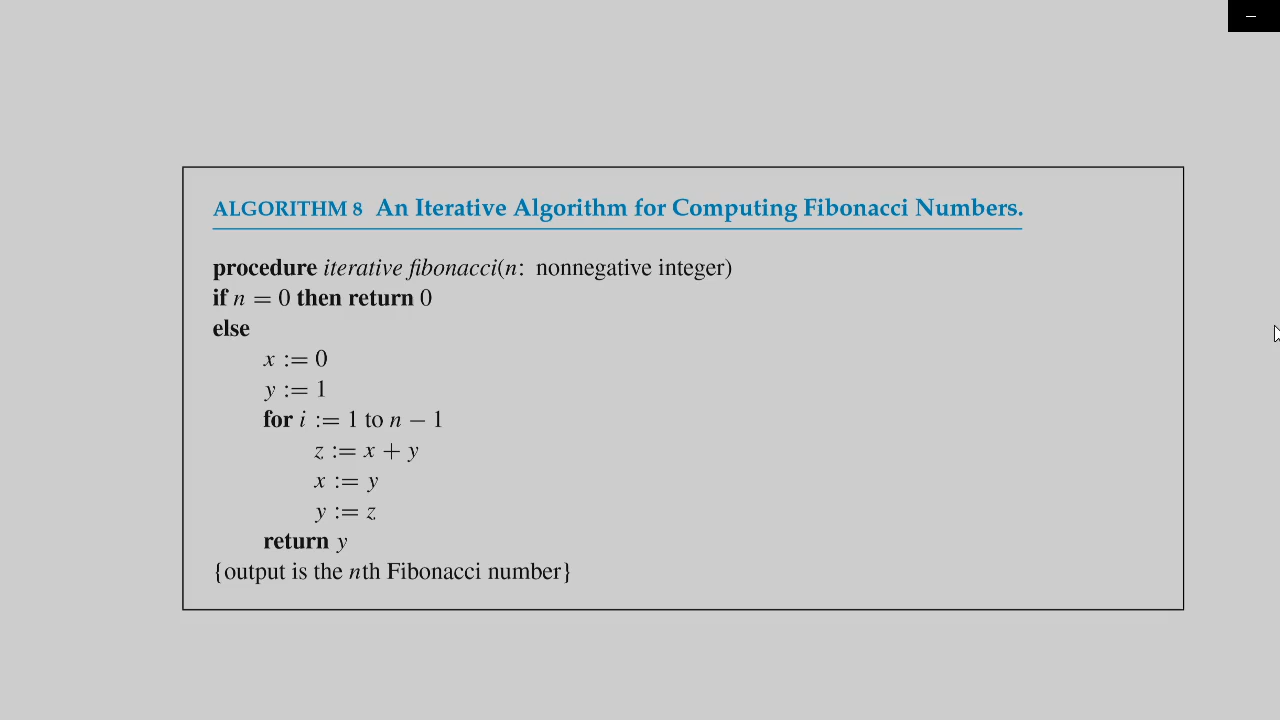 ALGORITHM 8 An Iterative Algorithm for Computing Fibonacci Numbers.
procedure iterative fibonacci(n: nonnegative integer)
if n = 0 then return 0
else
x := 0
y := 1
for i := 1 to n − 1
z := x + y
x := y
y := z
return y
{output is the nth Fibonacci number}